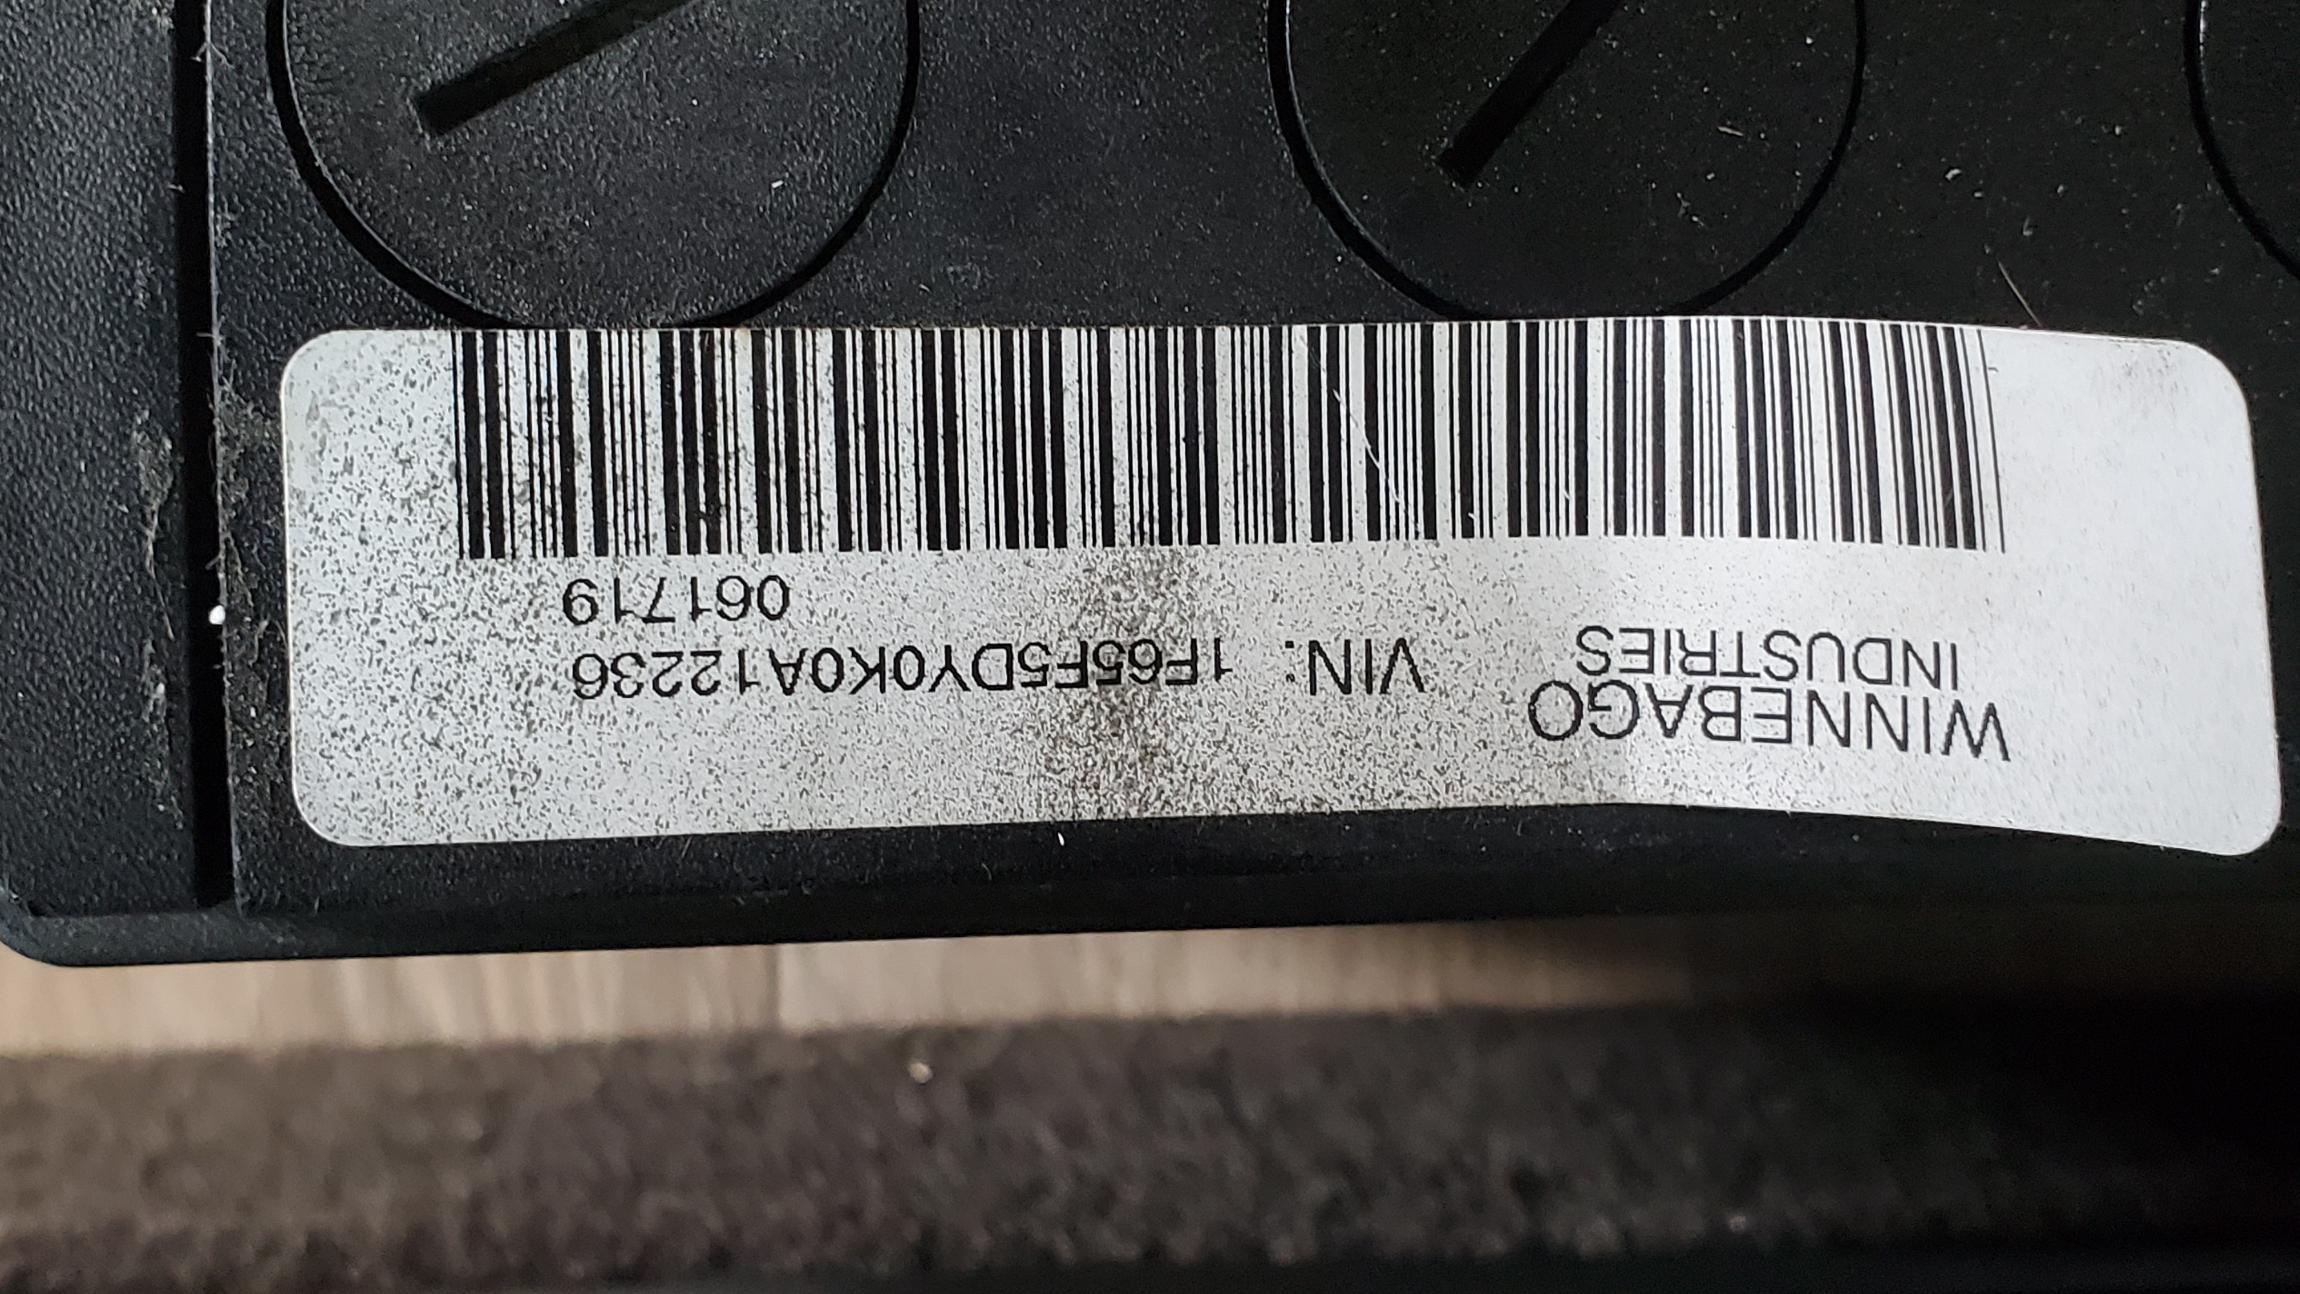 WINNEBAGO
INDUSTRIES
VIN: 1F65F5DY0K0A12236
061719